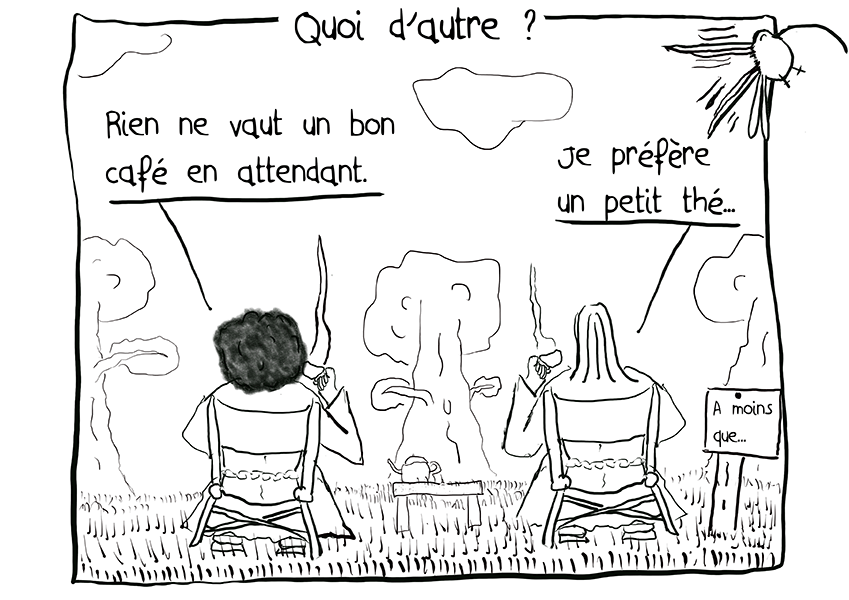 Quoi d'autre ?
Rien ne vaut un bon
café en attendant.
Je préfère
un petit thé...
A moins
que...